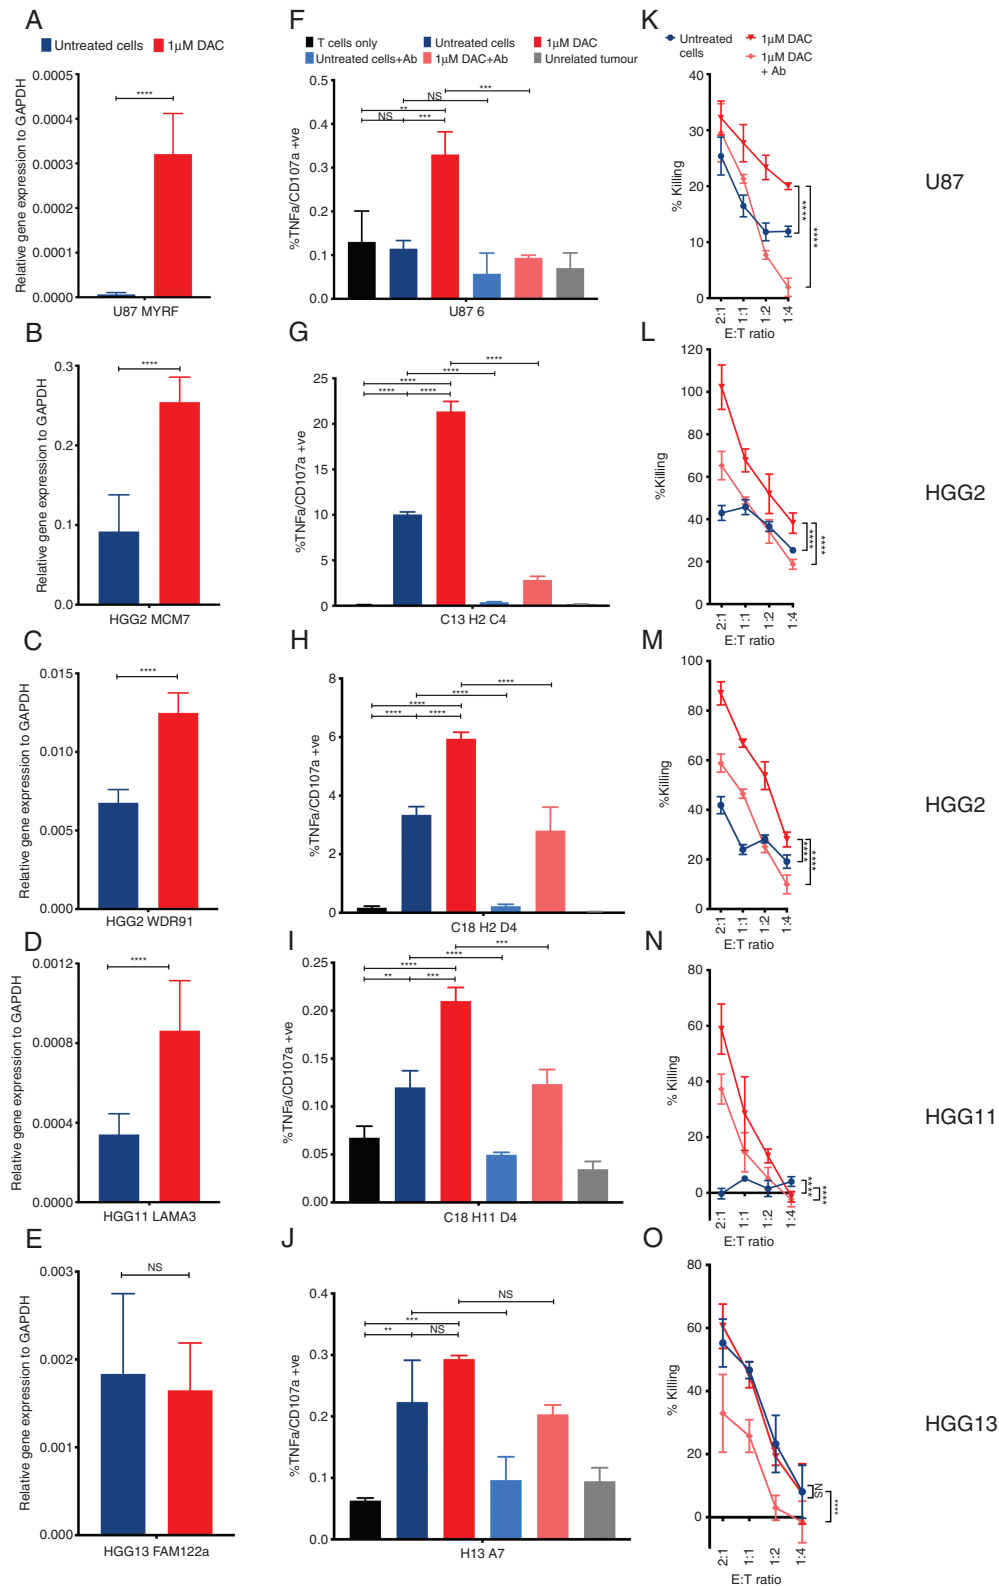 A
Untreated cells
1µM DAC
Relative gene expression to GAPDH
0.0005
0.0004
0.0003
0.0002
0.0001
0.0000
****
U87 MYRF
F
T cells only
Untreated cells
1µM DAC
Untreated cells+Ab
1µM DAC+Ab
Unrelated tumour
%TNFa/CD107a +ve
0.5
0.4
0.3
0.2
0.1
0.0
***
NS
**
NS
***
U87 6
K
Untreated
cells
1µM DAC
1µM DAC
+ Ab
% Killing
40
30
20
10
0
****
****
2:1
1:1
1:2
1:4
E:T ratio
U87
B
Relative gene expression to GAPDH
0.3
0.2
0.1
0.0
****
HGG2 MCM7
G
%TNFa/CD107a +ve
25
20
15
10
5
0
****
****
****
****
****
C13 H2 C4
L
%Killing
120
100
80
60
40
20
0
****
****
2:1
1:1
1:2
1:4
E:T ratio
HGG2
C
Relative gene expression to GAPDH
0.015
0.010
0.005
0.000
****
HGG2 WDR91
H
%TNFa/CD107a +ve
8
6
4
2
0
****
****
****
****
****
C18 H2 D4
M
%Killing
100
80
60
40
20
0
****
****
2:1
1:1
1:2
1:4
E:T ratio
HGG2
D
Relative gene expression to GAPDH
0.0012
0.0008
0.0004
0.0000
****
HGG11 LAMA3
I
%TNFa/CD107a +ve
0.25
0.20
0.15
0.10
0.05
0.00
***
****
****
**
***
C18 H11 D4
N
% Killing
80
60
40
20
0
****
****
2:1
1:1
1:2
1:4
E:T ratio
HGG11
E
Relative gene expression to GAPDH
0.003
0.002
0.001
0.000
NS
HGG13 FAM122a
J
%TNFa/CD107a +ve
0.4
0.3
0.2
0.1
0.0
NS
***
**
NS
H13 A7
O
% Killing
80
60
40
20
0
NS
****
2:1
1:1
1:2
1:4
E:T ratio
HGG13